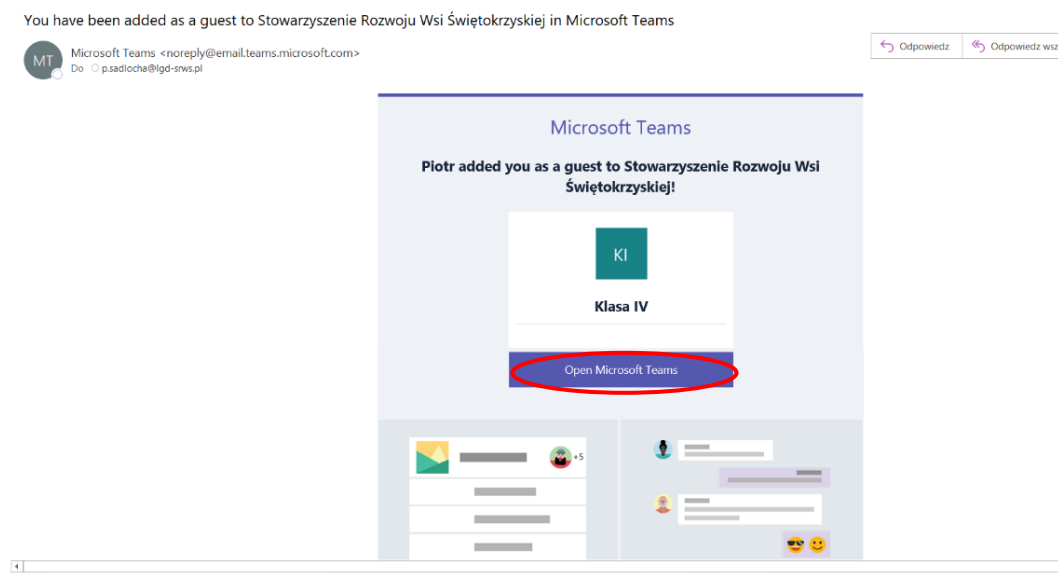 You have been added as a guest to Stowarzyszenie Rozwoju Wsi Świętokrzyskiej in Microsoft Teams
MT
Microsoft Teams <noreply@email.teams.microsoft.com>
Do p.sadlocha@lgd-srws.pl
Odpowiedz
Odpowiedz wsz
Microsoft Teams
Piotr added you as a guest to Stowarzyszenie Rozwoju Wsi
Świętokrzyskiej!
KI
Klasa IV
Open Microsoft Teams
+5